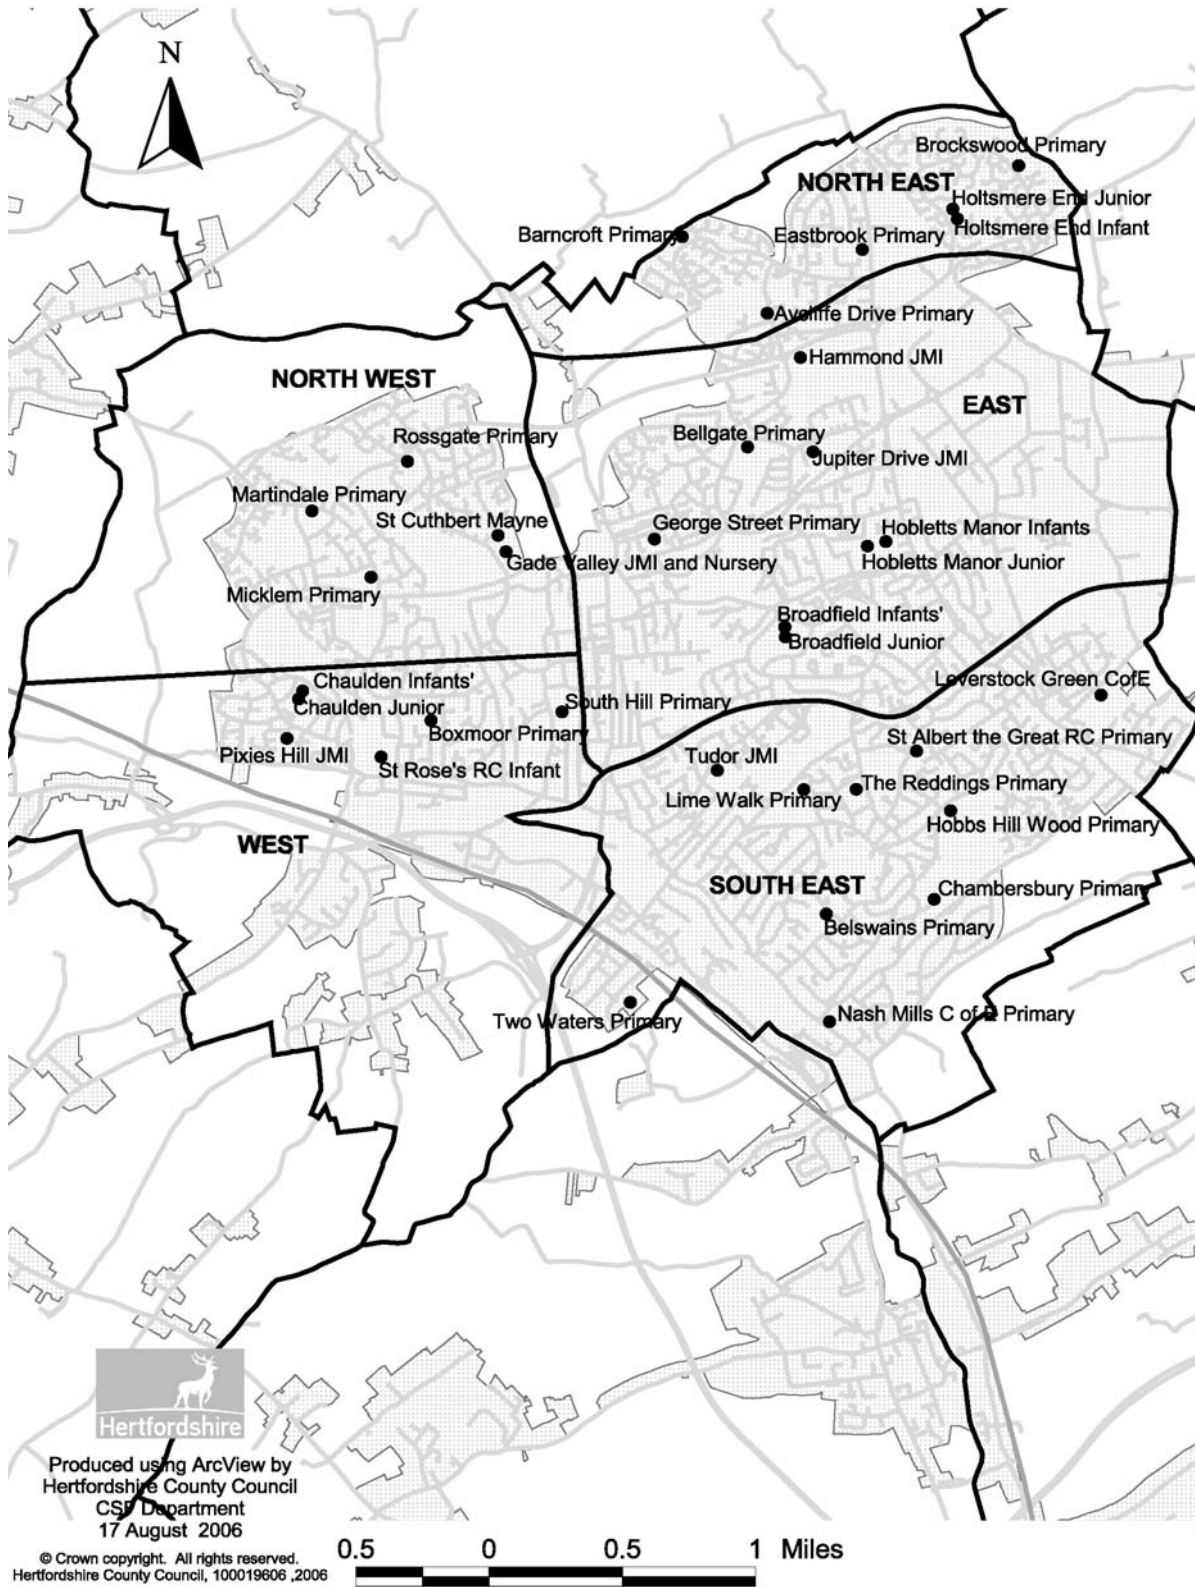 N
Brockswood Primary
NORTH EAST
Holtsmere End Junior
Holtsmere End Infant
Barncroft Primary
Eastbrook Primary
Aycliffe Drive Primary
Hammond JMI
NORTH WEST
EAST
Rossgate Primary
Bellgate Primary
Jupiter Drive JMI
Martindale Primary
St Cuthbert Mayne
George Street Primary
Hobletts Manor Infants
Gade Valley JMI and Nursery
Hobletts Manor Junior
Micklem Primary
Broadfield Infants'
Broadfield Junior
Chaulden Infants'
Leverstock Green CofE
Chaulden Junior
South Hill Primary
Boxmoor Primary
St Albert the Great RC Primary
Pixies Hill JMI
Tudor JMI
St Rose's RC Infant
The Reddings Primary
Lime Walk Primary
Hobbs Hill Wood Primary
WEST
SOUTH EAST
Chambersbury Primary
Belswains Primary
Two Waters Primary
Nash Mills C of E Primary
Hertfordshire
Produced using ArcView by
Hertfordshire County Council
CSF Department
17 August 2006
© Crown copyright. All rights reserved.
Hertfordshire County Council, 100019606 ,2006
0.5 0 0.5 1 Miles